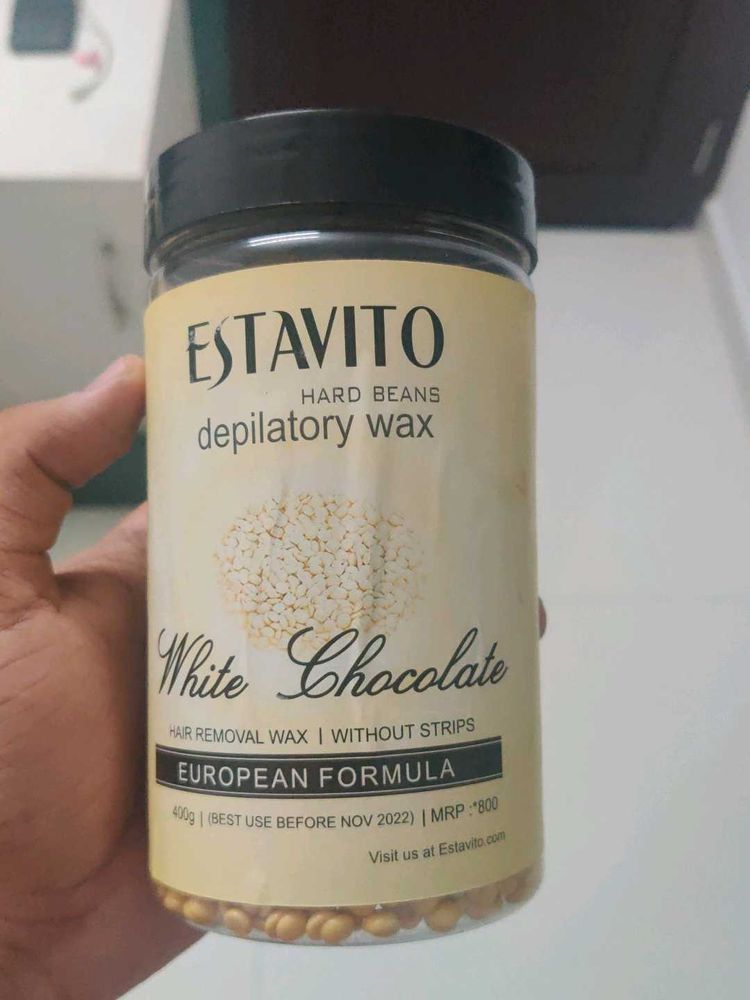 ESTAVITO
HARD BEANS
depilatory wax
White Chocolate
HAIR REMOVAL WAX | WITHOUT STRIPS
EUROPEAN FORMULA
400g | (BEST USE BEFORE NOV 2022) | MRP :*800
Visit us at Estavito.com